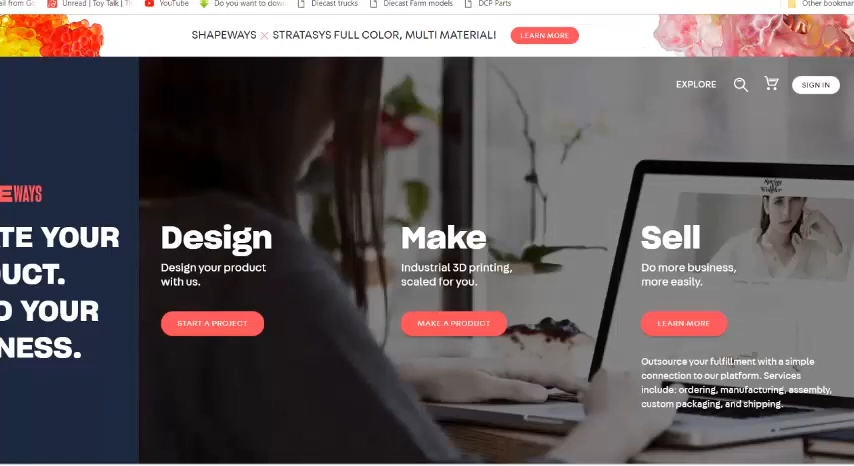 Unread | Toy Talk | Th
YouTube
Do you want to dow
Diecast trucks
Diecast Farm models
DCP Parts
Other bookmar
SHAPEWAYS × STRATASYS FULL COLOR, MULTI MATERIAL!
LEARN MORE
EXPLORE
SIGN IN
EWAYS
TE YOUR
UCT.
D YOUR
NESS.
Design
Design your product
with us.
START A PROJECT
Make
Industrial 3D printing,
scaled for you.
MAKE A PRODUCT
Sell
Do more business,
more easily.
LEARN MORE
Outsource your fulfillment with a simple
connection to our platform. Services
include: ordering, manufacturing, assembly,
custom packaging, and shipping.